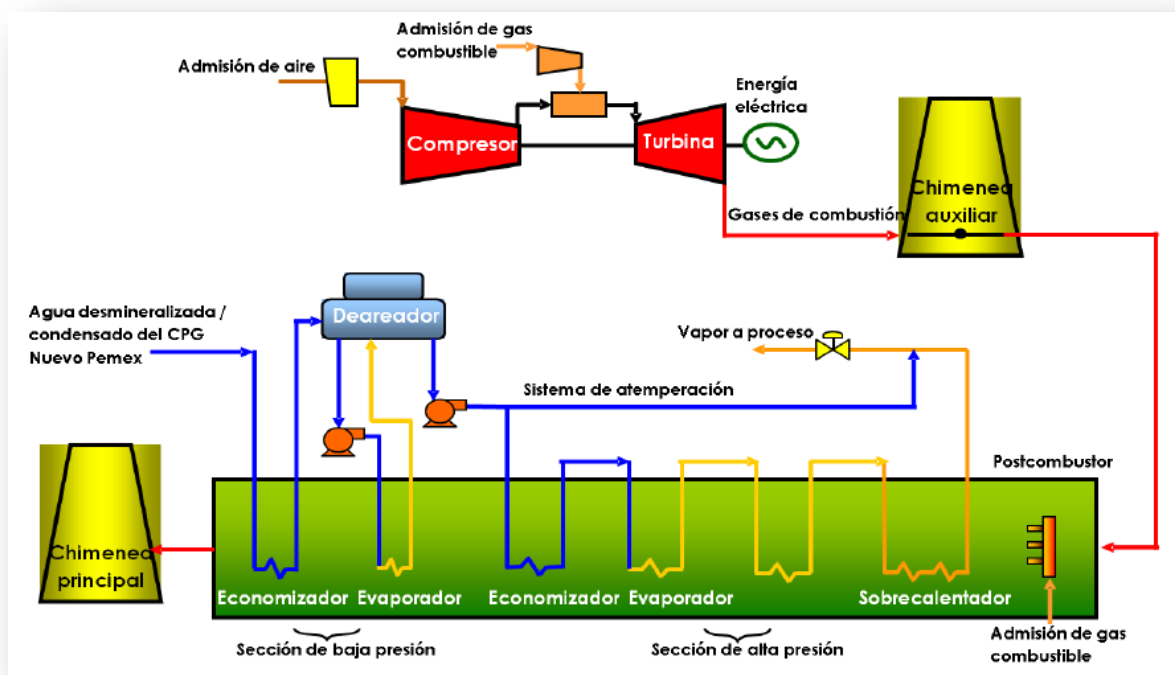 Admisión de gas
combustible
Admisión de aire
Energía
eléctrica
Compresor
Turbina
Chimenea
auxiliar
Gases de combustión
Agua desmineralizada /
condensado del CPG
Nuevo Pemex
Deareador
Vapor a proceso
Sistema de atemperación
Postcombustor
Chimenea
principal
Economizador
Evaporador
Economizador
Evaporador
Sobrecalentador
Sección de baja presión
Sección de alta presión
Admisión de gas
combustible